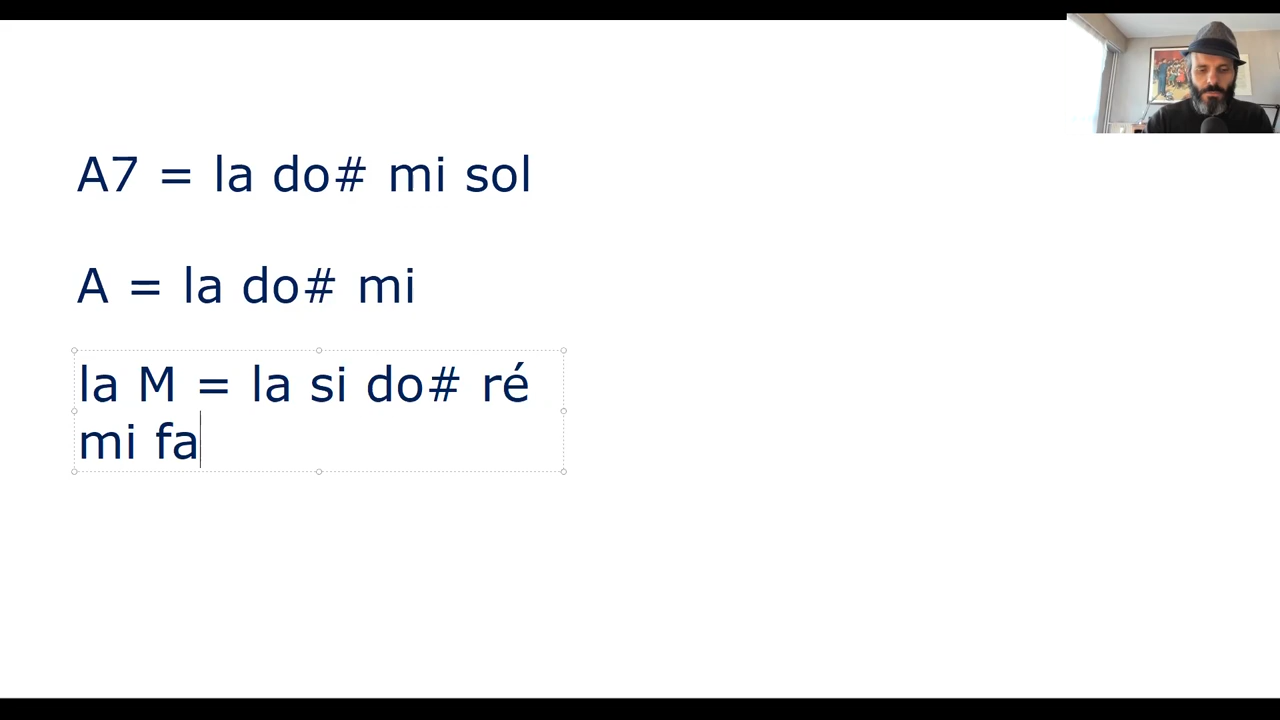 A7 = la do# mi sol
A = la do# mi
la M = la si do# ré
mi fa